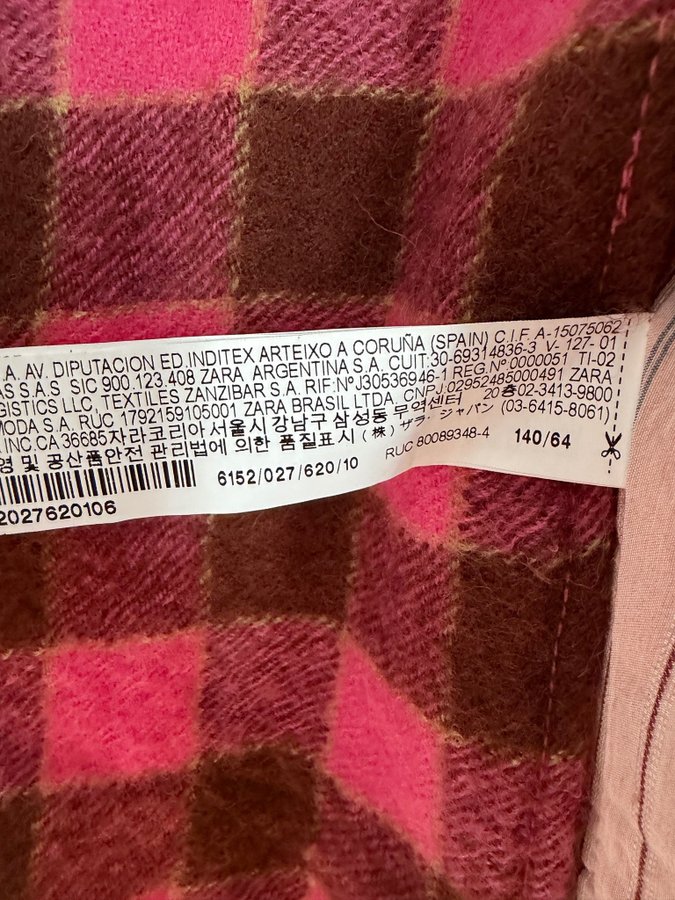 A. AV. DIPUTACION ED.INDITEX ARTEIXO A CORUÑA (SPAIN) C.I.F. A-15075062
AS S.A.S. SIC 900.123.408 ZARA ARGENTINA S.A. CUIT:30-69314836-3 V-127-01
GISTICS LLC, TEXTILES ZANZIBAR S.A. RIF:NºJ30536946-1 REG.Nº0000051 TI-02
MODA S.A. RUC 1792159105001 ZARA BRASIL LTDA. CNPJ:02952485000491 ZARA
INC.CA 36685자라코리아 서울시 강남구 삼성동 무역센터 20층02-3413-9800
영 및 공산품안전 관리법에 의한 품질표시 (株) ザラ・ジャパン (03-6415-8061)
RUC 80089348-4 140/64
6152/027/620/10
2027620106